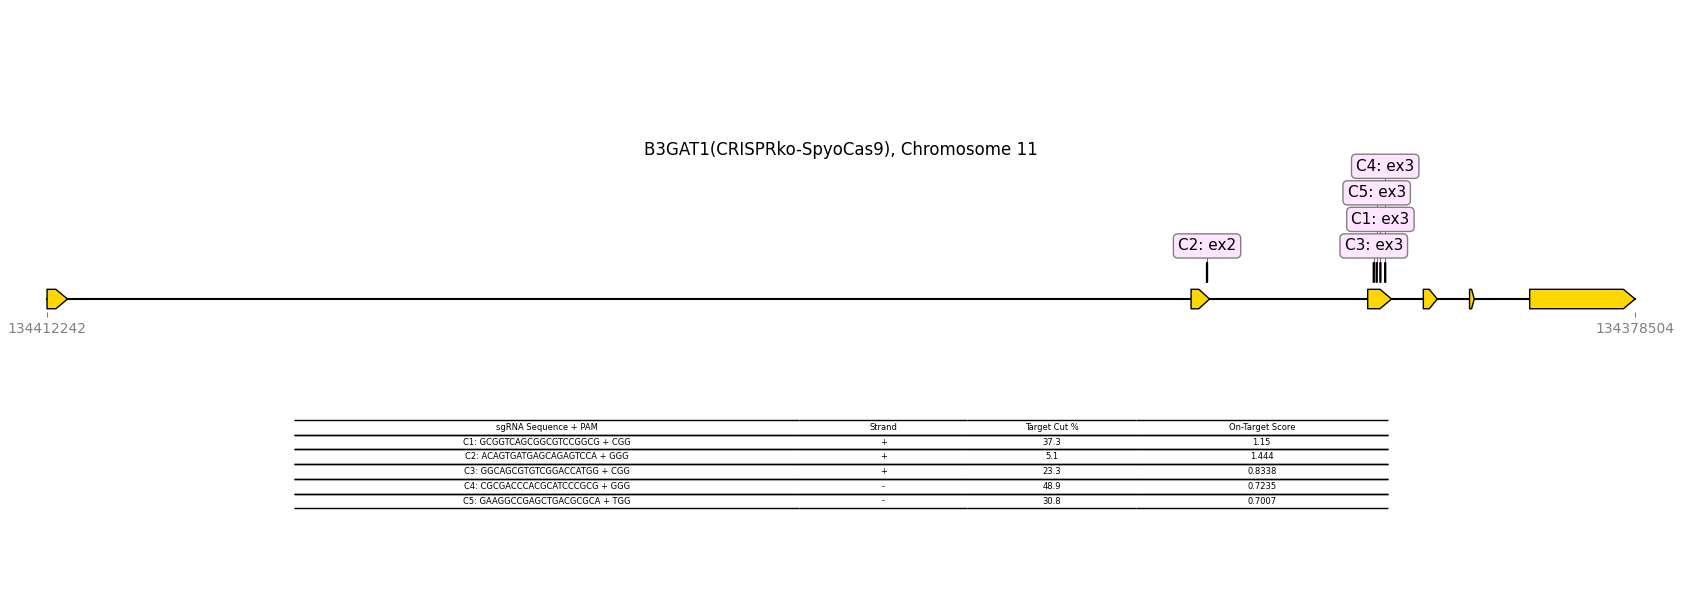 B3GAT1(CRISPRko-SpyoCas9), Chromosome 11
C4: ex3
C5: ex3
C1: ex3
C2: ex2 C3: ex3
134412242 134378504
sgRNA Sequence + PAM Strand Target Cut % On-Target Score
C1: GCGGTCAGCGGCGTCCGGCG + CGG + 37.3 1.15
C2: ACAGTGATGAGCAGAGTCCA + GGG + 5.1 1.444
C3: GGCAGCGTGTCGGACCATGG + CGG + 23.3 0.8338
C4: CGCGACCCACGCATCCCGCG + GGG - 48.9 0.7235
C5: GAAGGCCGAGCTGACGCGCA + TGG - 30.8 0.7007